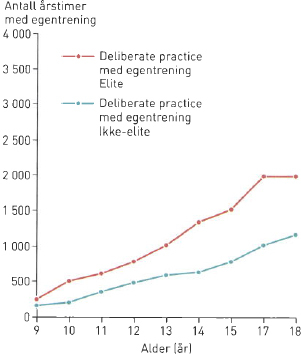 Antall årstimer
med egentrening
4 000
3 500
3 000
2 500
2 000
1 500
1 000
500
0
Deliberate practice
med egentrening
Elite
Deliberate practice
med egentrening
Ikke-elite
9 10 11 12 13 14 15 17 18
Alder (år)